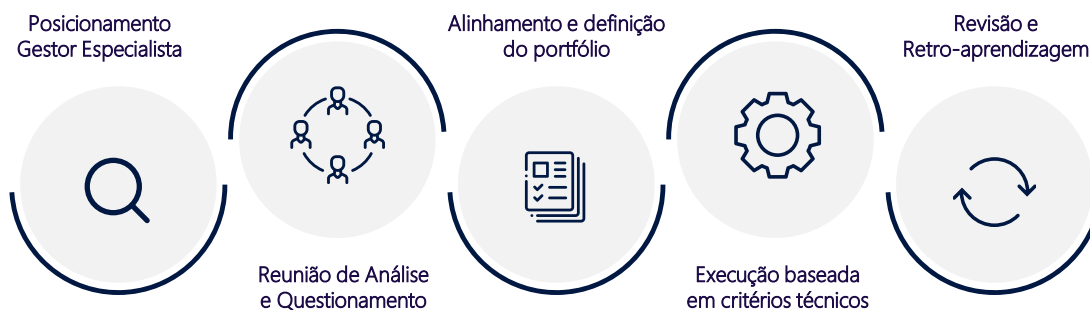 Posicionamento
Gestor Especialista
Reunião de Análise
e Questionamento
Alinhamento e definição
do portfólio
Execução baseada
em critérios técnicos
Revisão e
Retro-aprendizagem